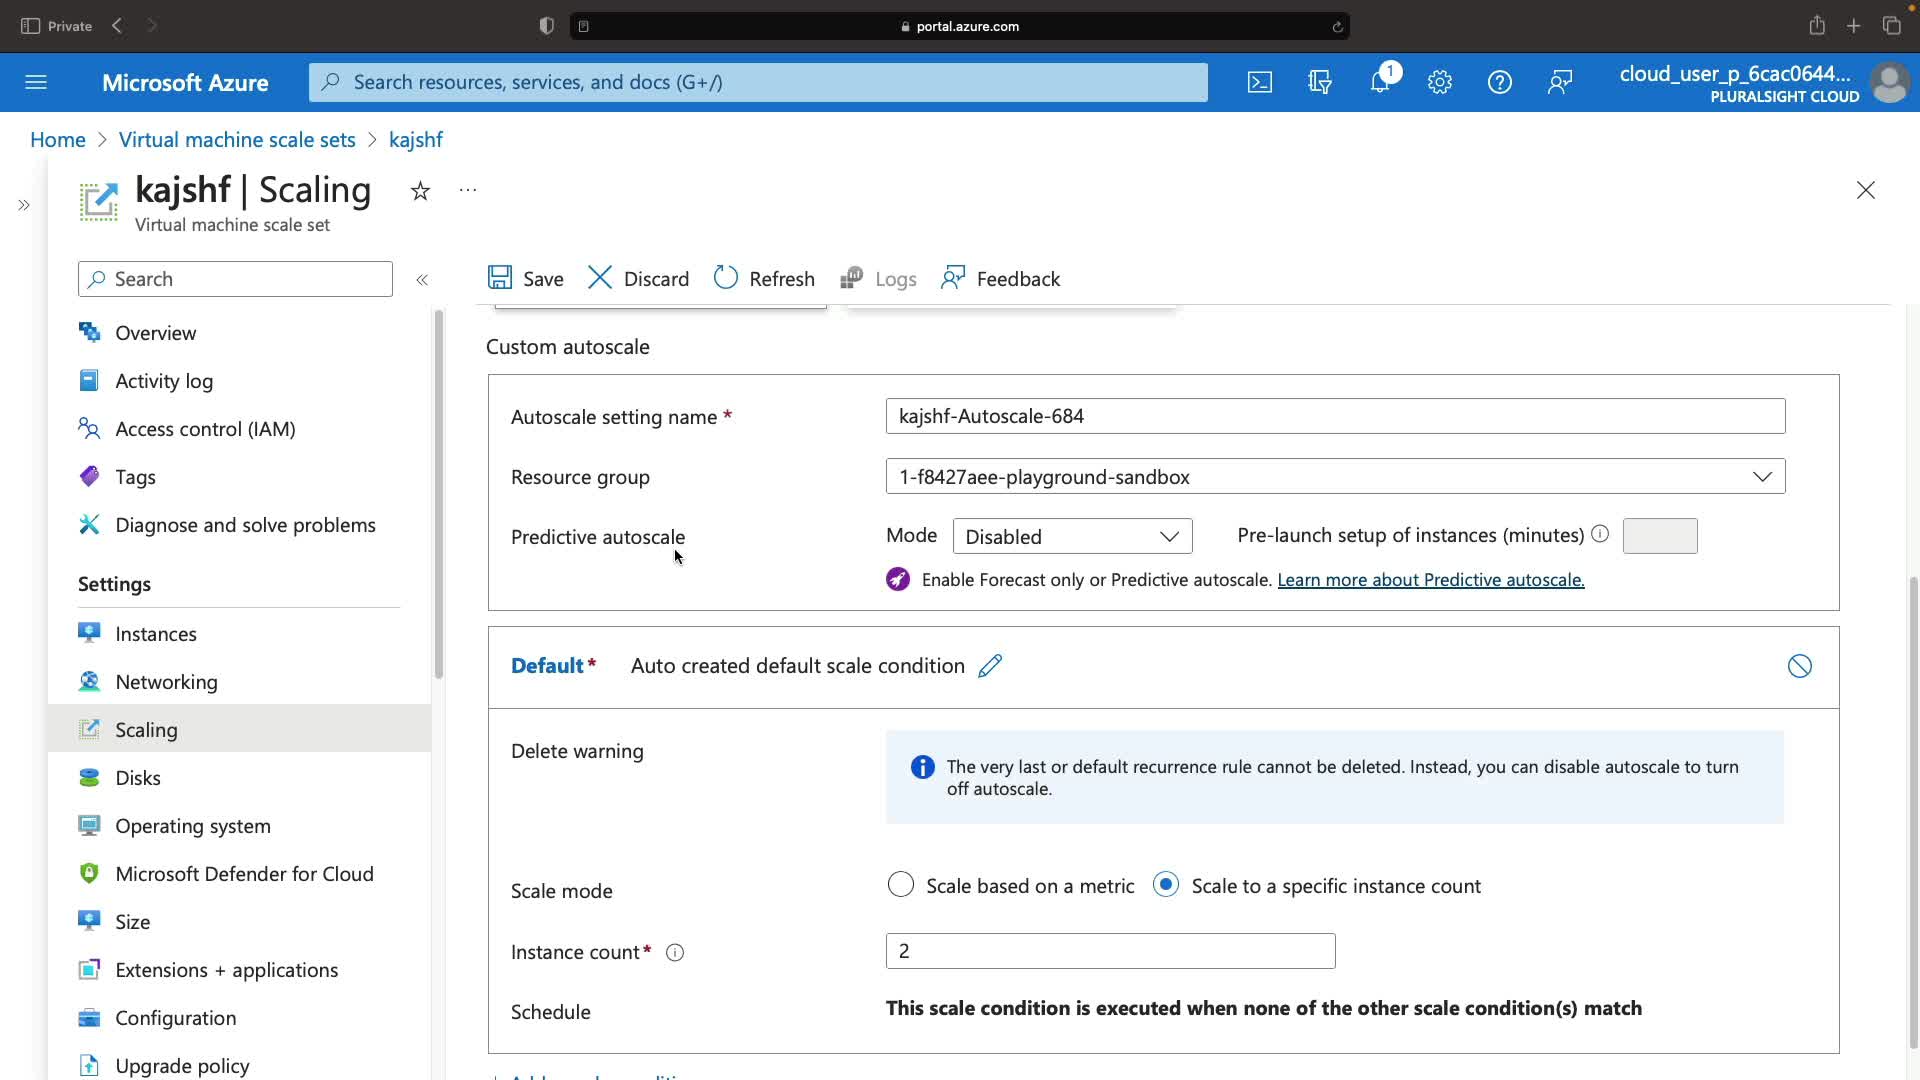 Private
portal.azure.com
Microsoft Azure
Search resources, services, and docs (G+/)
1
cloud_user_p_6cac0644...
PLURALSIGHT CLOUD
Home > Virtual machine scale sets > kajshf
kajshf | Scaling
Virtual machine scale set
Search
Save
Discard
Refresh
Logs
Feedback
Overview
Activity log
Access control (IAM)
Tags
Diagnose and solve problems
Settings
Instances
Networking
Scaling
Disks
Operating system
Microsoft Defender for Cloud
Size
Extensions + applications
Configuration
Upgrade policy
Custom autoscale
Autoscale setting name *
kajshf-Autoscale-684
Resource group
1-f8427aee-playground-sandbox
Predictive autoscale
Mode
Disabled
Pre-launch setup of instances (minutes)
Enable Forecast only or Predictive autoscale. Learn more about Predictive autoscale.
Default* Auto created default scale condition
Delete warning
The very last or default recurrence rule cannot be deleted. Instead, you can disable autoscale to turn
off autoscale.
Scale mode
Scale based on a metric
Scale to a specific instance count
Instance count*
2
Schedule
This scale condition is executed when none of the other scale condition(s) match